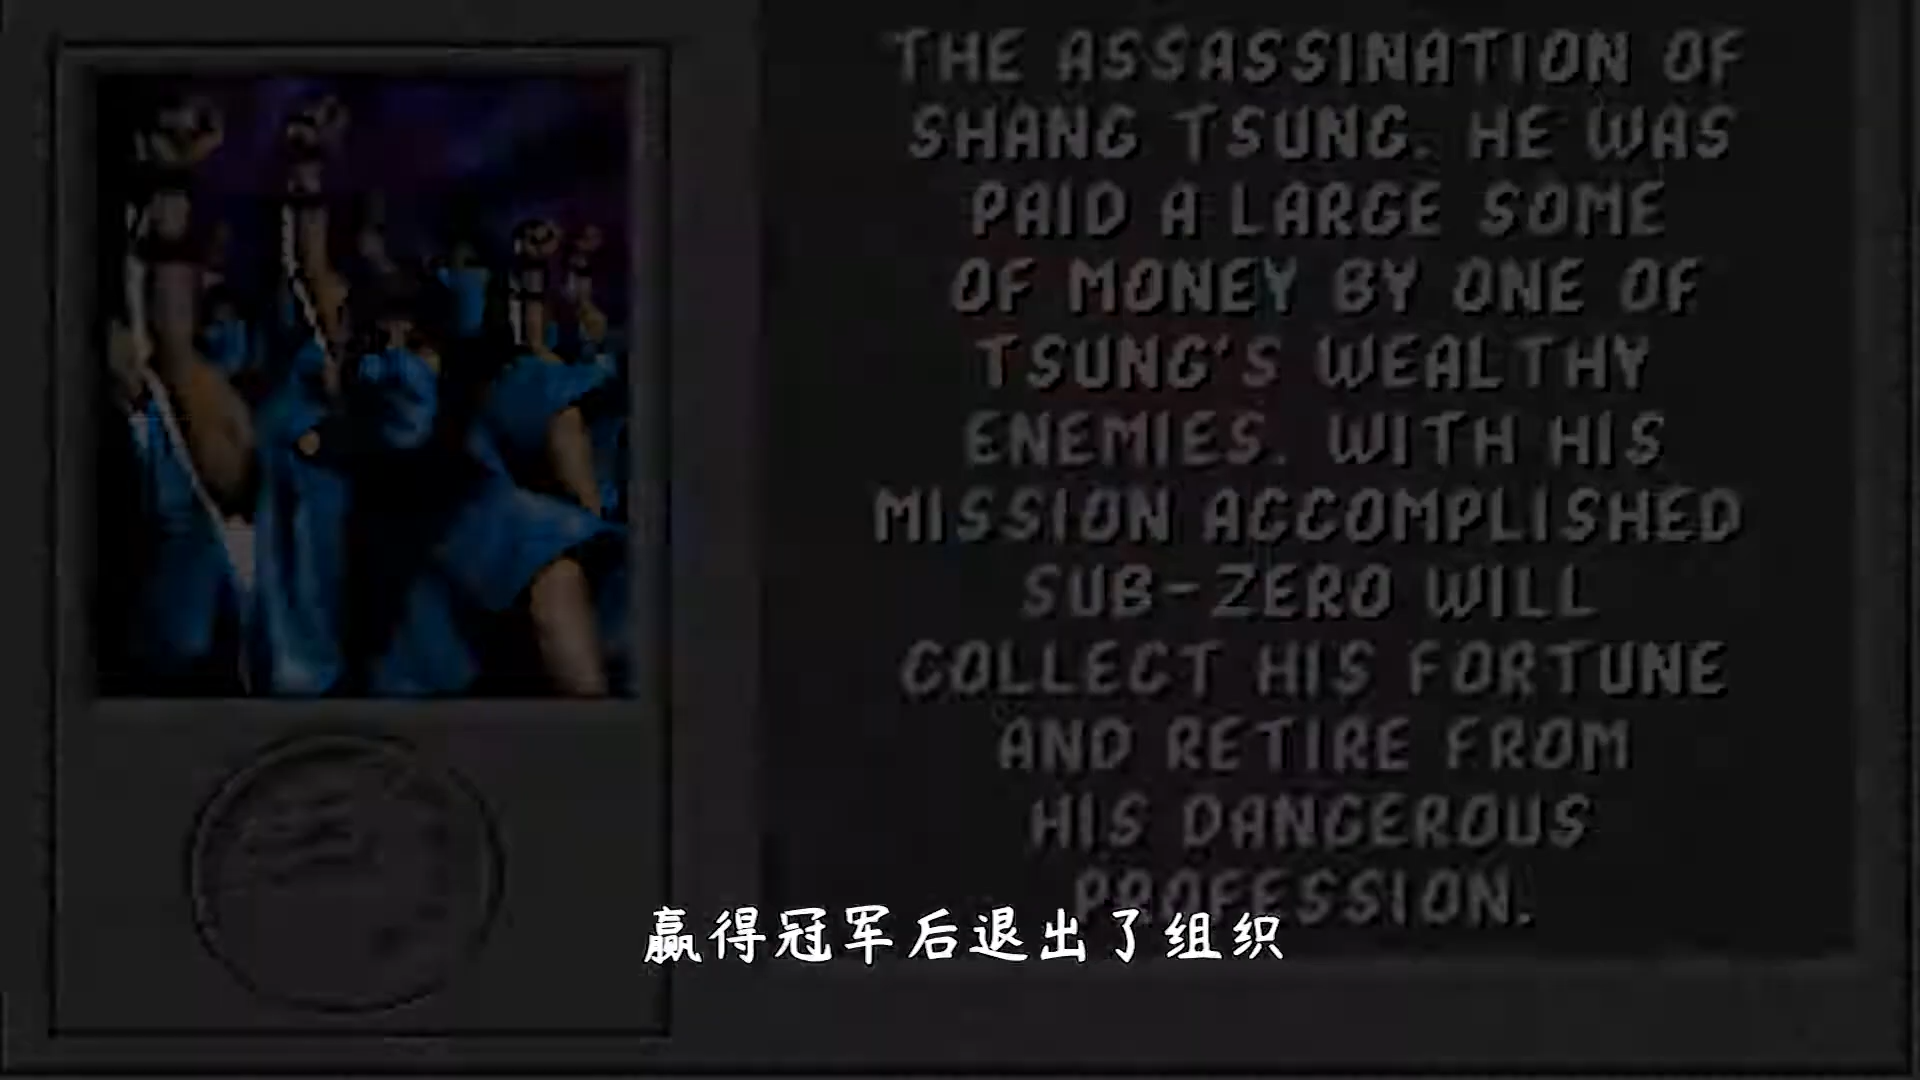 THE ASSASSINATION OF
SHANG TSUNG. HE WAS
PAID A LARGE SOME
OF MONEY BY ONE OF
TSUNG'S WEALTHY
ENEMIES. WITH HIS
MISSION ACCOMPLISHED
SUB-ZERO WILL
COLLECT HIS FORTUNE
AND RETIRE FROM
HIS DANGEROUS
PROFESSION.
赢得冠军后退出了组织